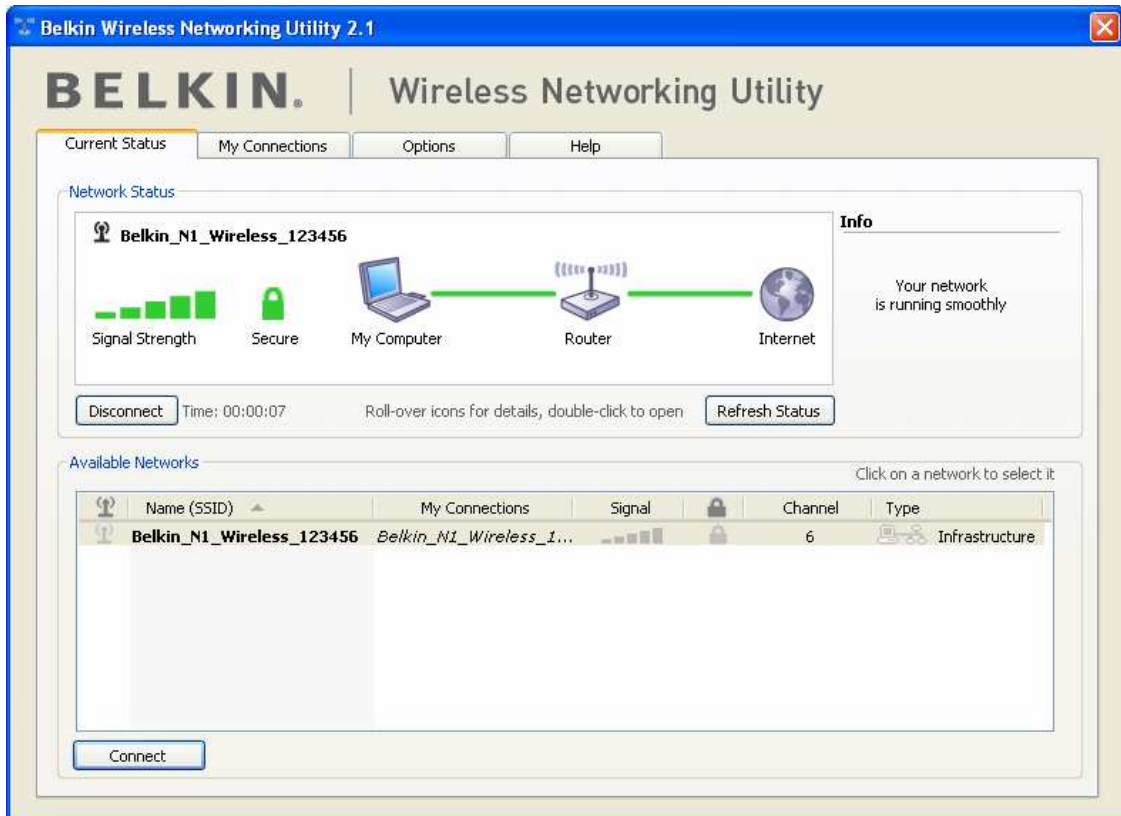 Belkin Wireless Networking Utility 2.1
BELKIN® | Wireless Networking Utility
Current Status My Connections Options Help
Network Status
Belkin_N1_Wireless_123456
Info
Your network
is running smoothly
Signal Strength Secure My Computer Router Internet
Disconnect Time: 00:00:07 Roll-over icons for details, double-click to open Refresh Status
Available Networks
Click on a network to select it
Name (SSID) My Connections Signal Channel Type
Belkin_N1_Wireless_123456 Belkin_N1_Wireless_1... 6 Infrastructure
Connect